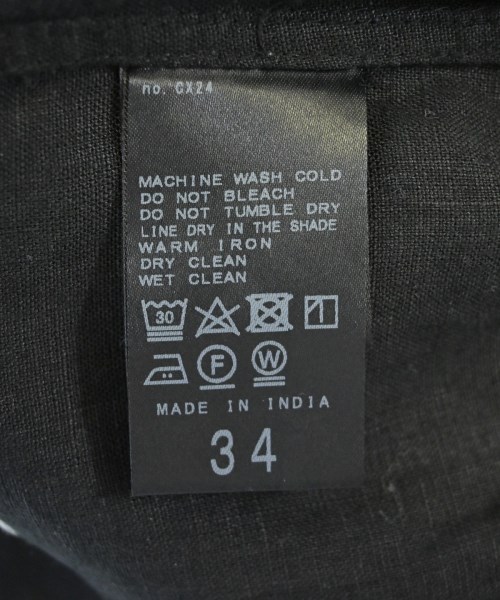 no. CX24
MACHINE WASH COLD
DO NOT BLEACH
DO NOT TUMBLE DRY
LINE DRY IN THE SHADE
WARM IRON
DRY CLEAN
WET CLEAN
30
F W
MADE IN INDIA
34